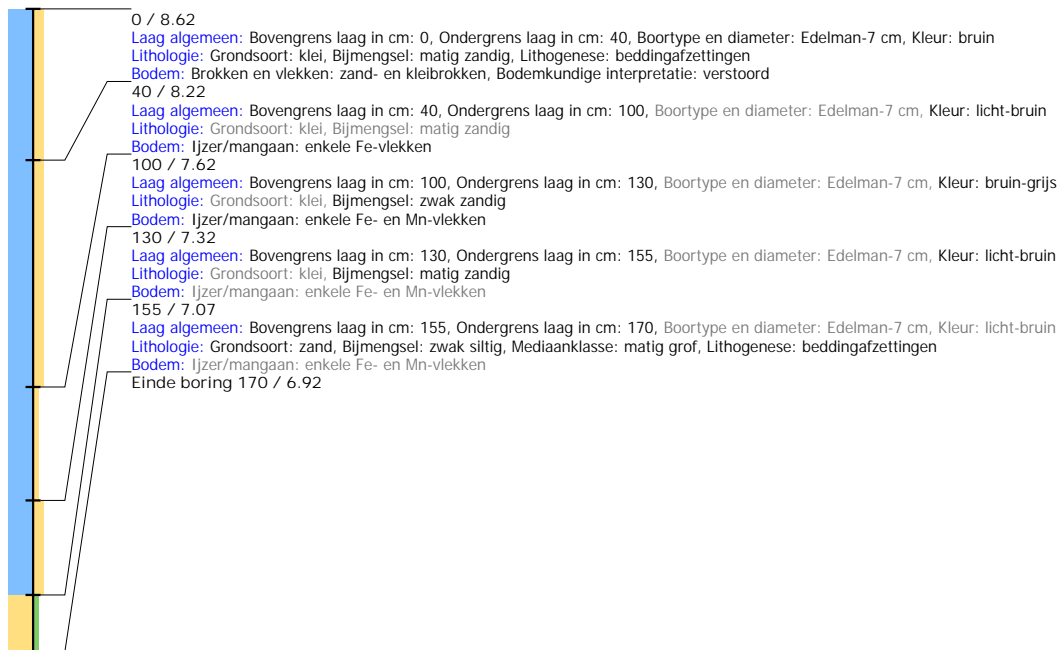 0 / 8.62
Laag algemeen: Bovengrens laag in cm: 0, Ondergrens laag in cm: 40, Boortype en diameter: Edelman-7 cm, Kleur: bruin
Lithologie: Grondsoort: klei, Bijmengsel: matig zandig, Lithogenese: beddingafzettingen
Bodem: Brokken en vlekken: zand- en kleibrokken, Bodemkundige interpretatie: verstoord
40 / 8.22
Laag algemeen: Bovengrens laag in cm: 40, Ondergrens laag in cm: 100, Boortype en diameter: Edelman-7 cm, Kleur: licht-bruin
Lithologie: Grondsoort: klei, Bijmengsel: matig zandig
Bodem: Ijzer/mangaan: enkele Fe-vlekken
100 / 7.62
Laag algemeen: Bovengrens laag in cm: 100, Ondergrens laag in cm: 130, Boortype en diameter: Edelman-7 cm, Kleur: bruin-grijs
Lithologie: Grondsoort: klei, Bijmengsel: zwak zandig
Bodem: Ijzer/mangaan: enkele Fe- en Mn-vlekken
130 / 7.32
Laag algemeen: Bovengrens laag in cm: 130, Ondergrens laag in cm: 155, Boortype en diameter: Edelman-7 cm, Kleur: licht-bruin
Lithologie: Grondsoort: klei, Bijmengsel: matig zandig
Bodem: Ijzer/mangaan: enkele Fe- en Mn-vlekken
155 / 7.07
Laag algemeen: Bovengrens laag in cm: 155, Ondergrens laag in cm: 170, Boortype en diameter: Edelman-7 cm, Kleur: licht-bruin
Lithologie: Grondsoort: zand, Bijmengsel: zwak siltig, Mediaanklasse: matig grof, Lithogenese: beddingafzettingen
Bodem: Ijzer/mangaan: enkele Fe- en Mn-vlekken
Einde boring 170 / 6.92